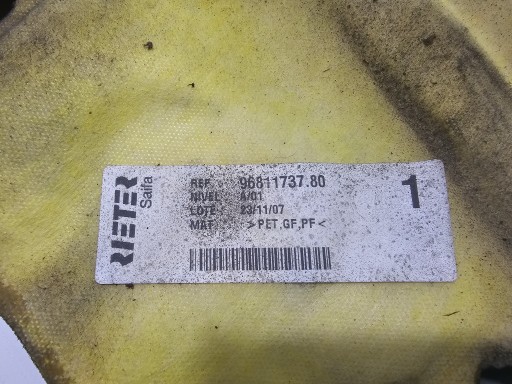 RIETER
Saifa
REF. 96811737.80
NIVEL A/01
LOTE 23/11/07
MAT. : >PET.GF.PF<
1